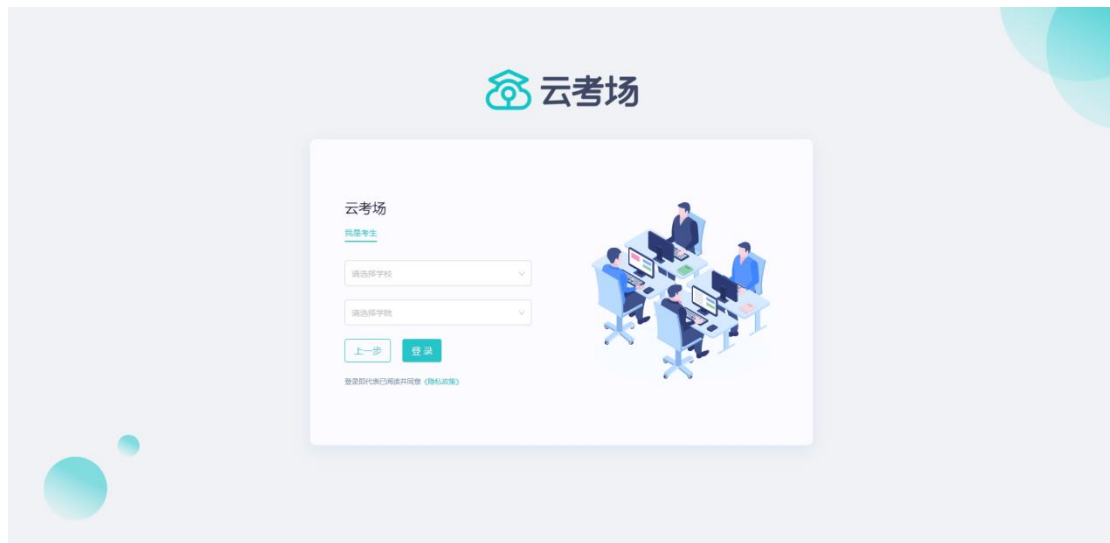 云考场
云考场
我是考生
请选择学校
请选择学院
上一步 登录
登录即代表已阅读并同意《隐私政策》